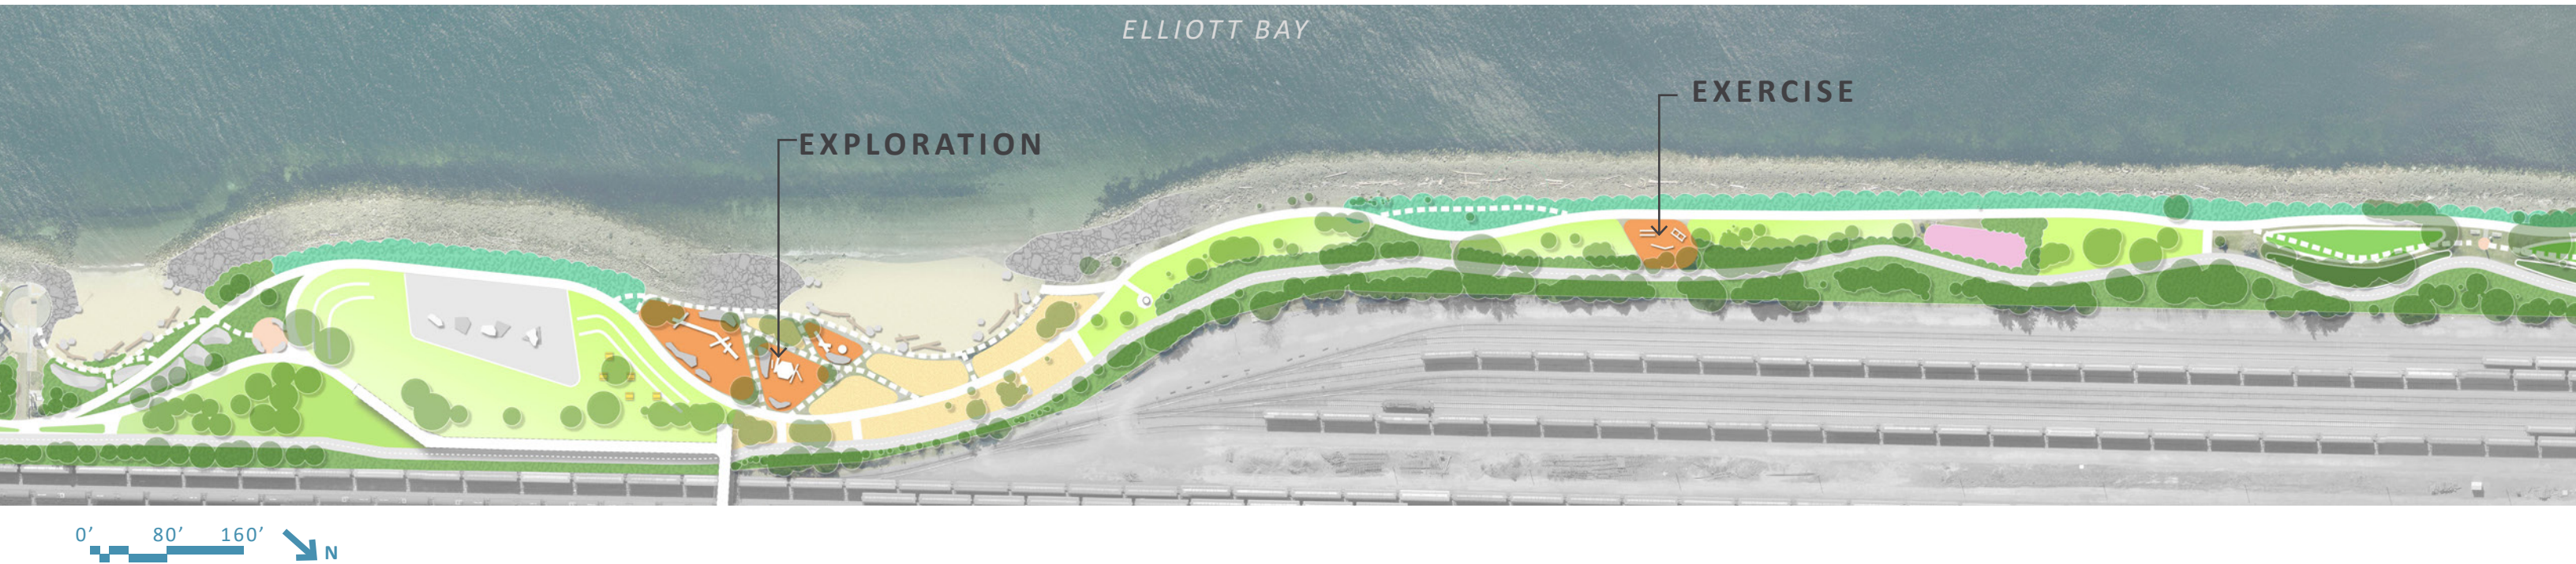 ELLIOTT BAY
EXERCISE
EXPLORATION
0’ 80’ 160’
N